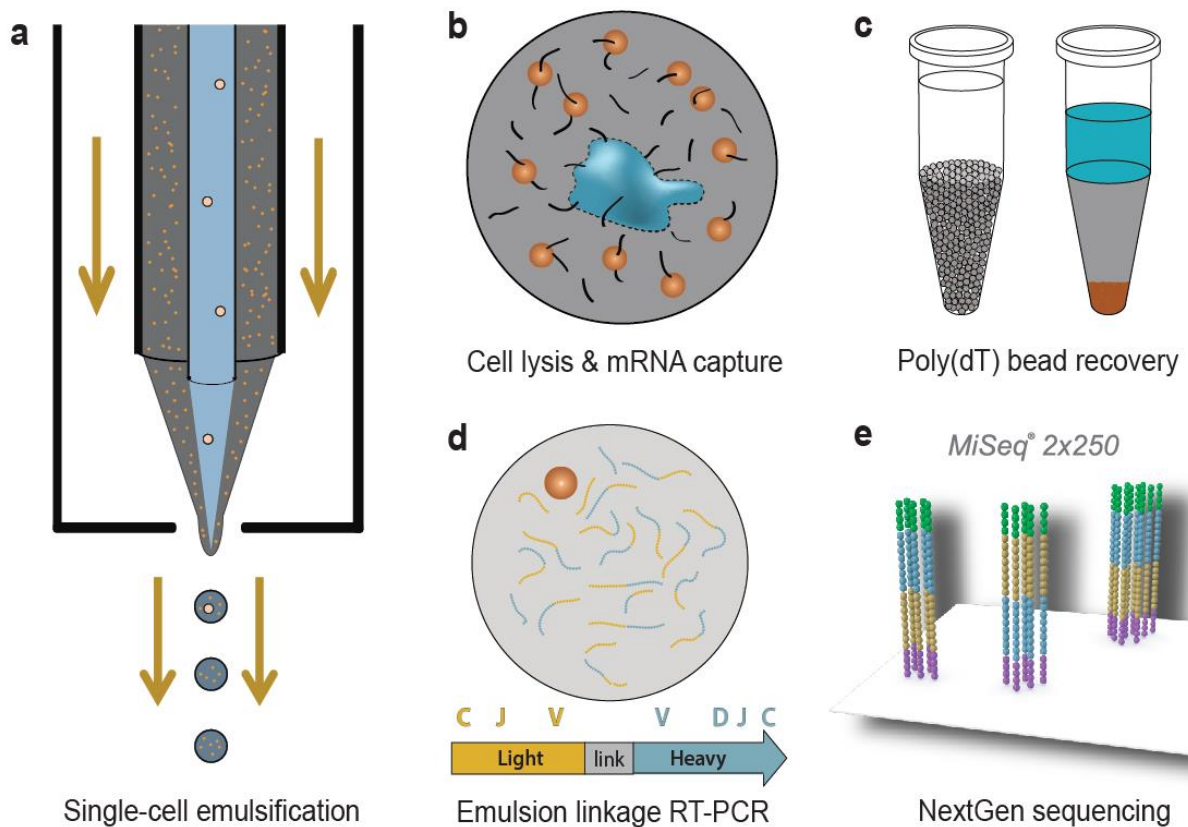 a
Single-cell emulsification
b
Cell lysis & mRNA capture
c
Poly(dT) bead recovery
d
C J V V D J C
Light link Heavy
Emulsion linkage RT-PCR
e
MiSeq® 2x250
NextGen sequencing